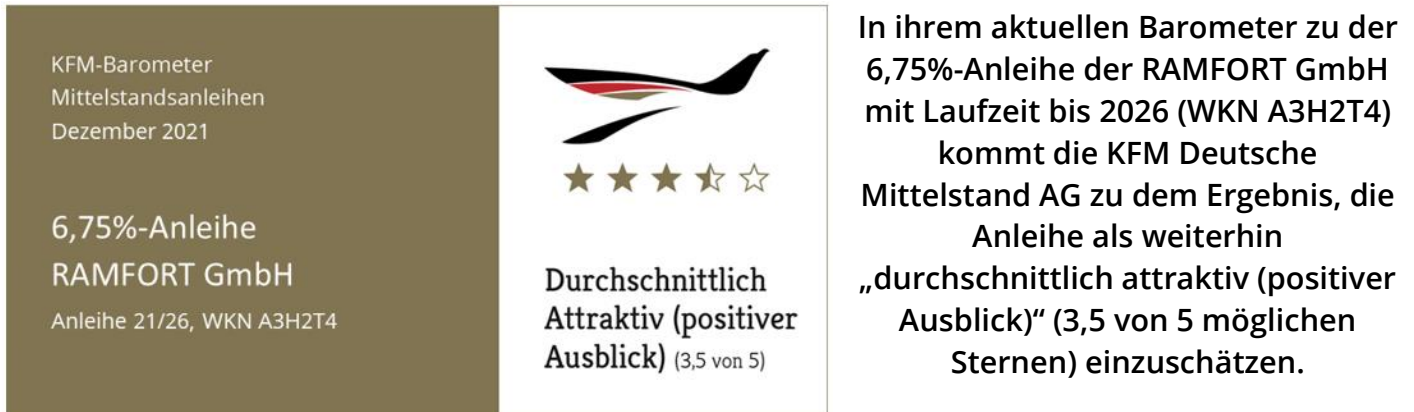 KFM-Barometer
Mittelstandsanleihen
Dezember 2021
6,75%-Anleihe
RAMFORT GmbH
Anleihe 21/26, WKN A3H2T4
Durchschnittlich
Attraktiv (positiver
Ausblick) (3,5 von 5)
In ihrem aktuellen Barometer zu der
6,75%-Anleihe der RAMFORT GmbH
mit Laufzeit bis 2026 (WKN A3H2T4)
kommt die KFM Deutsche
Mittelstand AG zu dem Ergebnis, die
Anleihe als weiterhin
„durchschnittlich attraktiv (positiver
Ausblick)“ (3,5 von 5 möglichen
Sternen) einzuschätzen.